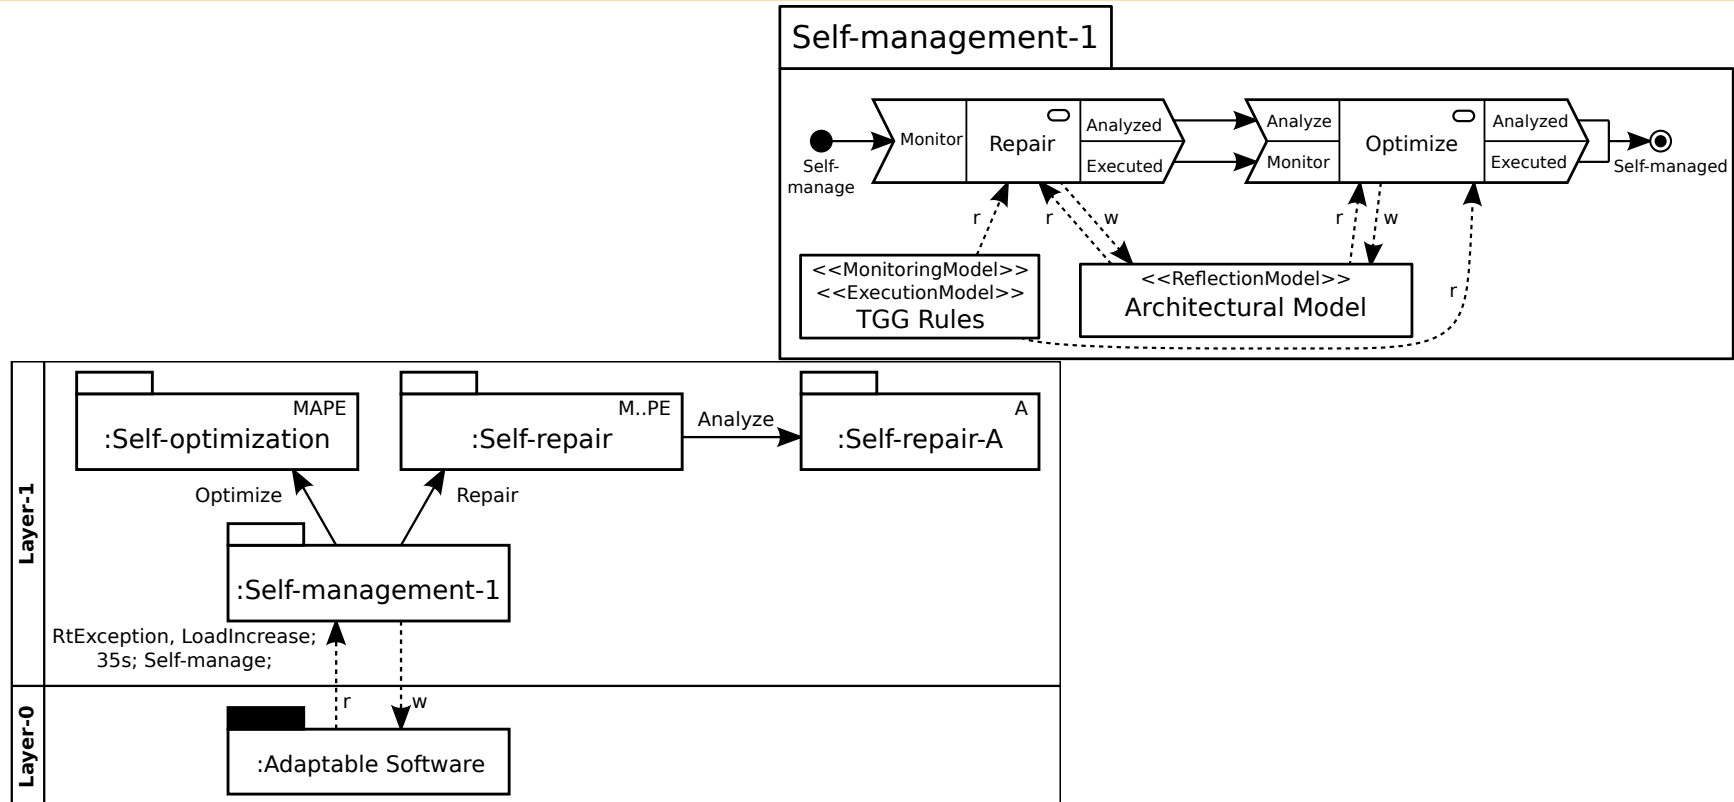 Self-management-1
Self-
manage
Monitor
Repair
Analyzed
Executed
Analyze
Monitor
Optimize
Analyzed
Executed
Self-managed
r
r
w
r
w
r
<<MonitoringModel>>
<<ExecutionModel>>
TGG Rules
<<ReflectionModel>>
Architectural Model
Layer-1
MAPE
:Self-optimization
M..PE
:Self-repair
Analyze
A
:Self-repair-A
Optimize
Repair
:Self-management-1
RtException, LoadIncrease;
35s; Self-manage;
r
w
Layer-0
:Adaptable Software